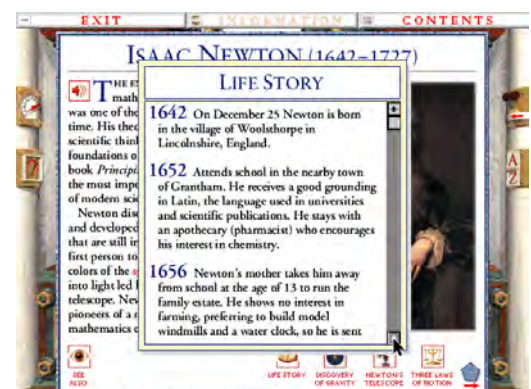 EXIT
INFORMATION
CONTENTS
ISAAC NEWTON (1642–1727)
THE
math
was one of the
time. His theo
scientific think
foundations o
book Principi
the most impo
of modern scie
Newton disc
and developed
that are still in
first person to
colors of the
into light led
telescope. New
pioneers of a
mathematics c
LIFE STORY
1642 On December 25 Newton is born
in the village of Woolsthorpe in
Lincolnshire, England.
1652 Attends school in the nearby town
of Grantham. He receives a good grounding
in Latin, the language used in universities
and scientific publications. He stays with
an apothecary (pharmacist) who encourages
his interest in chemistry.
1656 Newton's mother takes him away
from school at the age of 13 to run the
family estate. He shows no interest in
farming, preferring to build model
windmills and a water clock, so he is sent
A
Z
SEE
ALSO
LIFE STORY
DISCOVERY
OF GRAVITY
NEWTON'S
TELESCOPE
THREE LAWS
OF MOTION